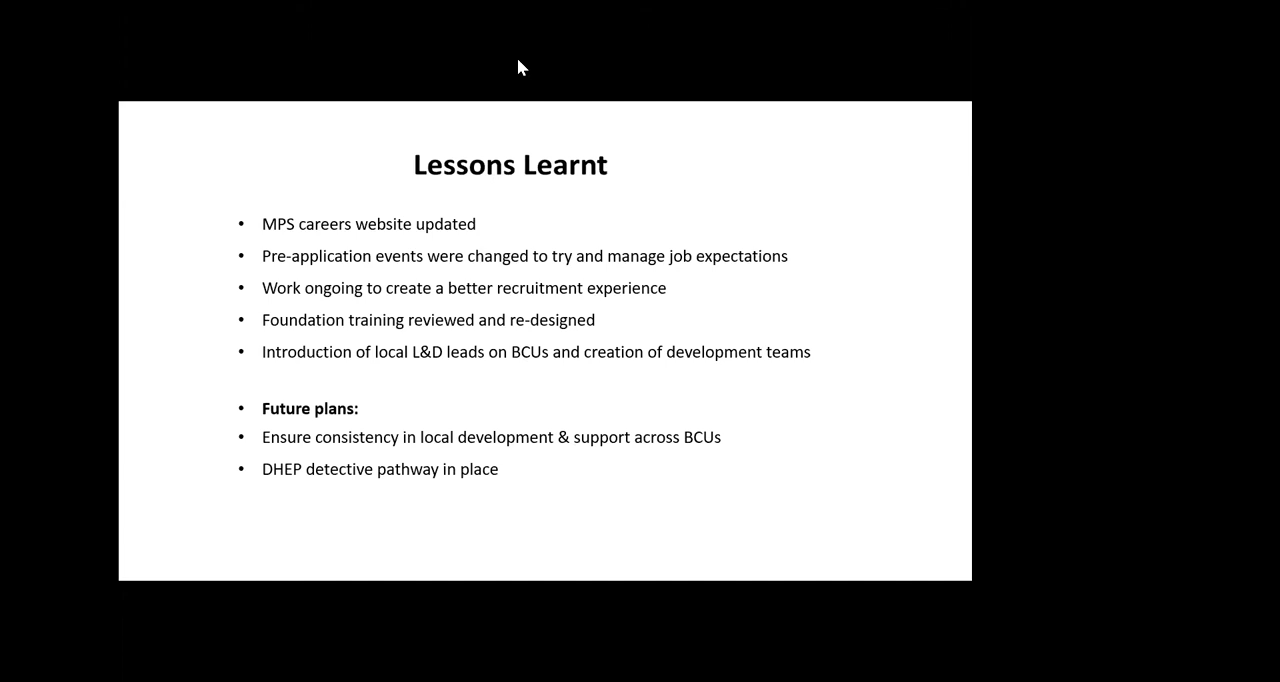 Lessons Learnt
• MPS careers website updated
• Pre-application events were changed to try and manage job expectations
• Work ongoing to create a better recruitment experience
• Foundation training reviewed and re-designed
• Introduction of local L&D leads on BCUs and creation of development teams
• Future plans:
• Ensure consistency in local development & support across BCUs
• DHEP detective pathway in place